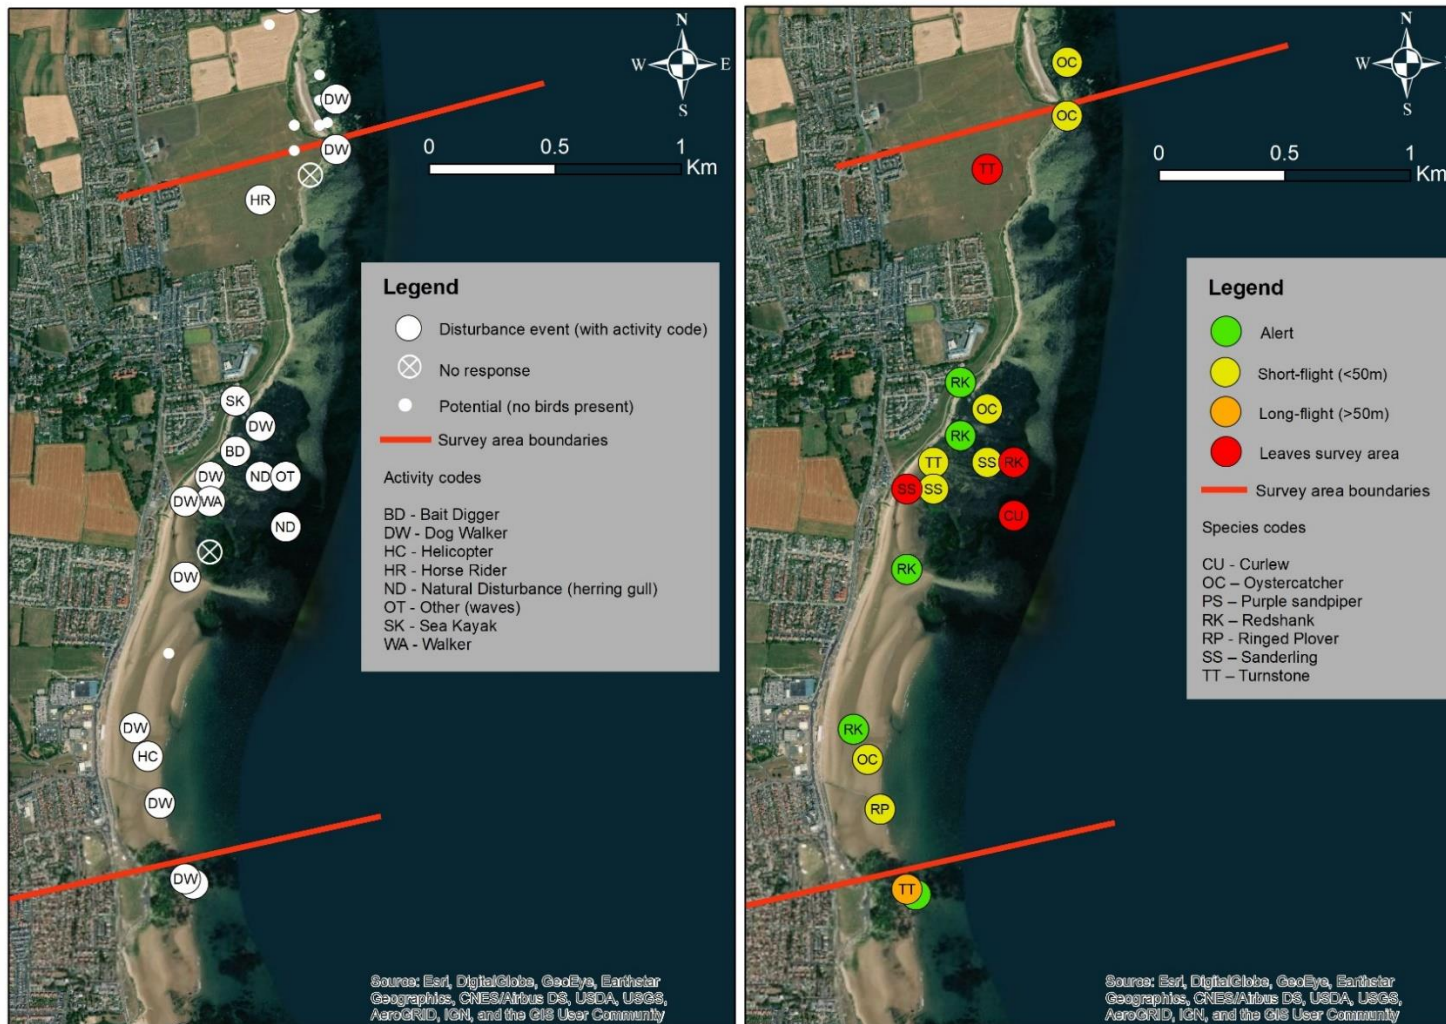 N
W E
S
0 0.5 1
Km
DW
DW
HR
Legend
Disturbance event (with activity code)
No response
Potential (no birds present)
Survey area boundaries
Activity codes
BD - Bait Digger
DW - Dog Walker
HC - Helicopter
HR - Horse Rider
ND - Natural Disturbance (herring gull)
OT - Other (waves)
SK - Sea Kayak
WA - Walker
SK
DW
BD
DW ND OT
DW WA
ND
DW
DW
HC
DW
DW
Source: Esri, DigitalGlobe, GeoEye, Earthstar
Geographics, CNES/Airbus DS, USDA, USGS,
AeroGRID, IGN, and the GIS User Community
N
W
S
0 0.5 1
Km
OC
OC
TT
Legend
Alert
Short-flight (<50m)
Long-flight (>50m)
Leaves survey area
Survey area boundaries
Species codes
CU - Curlew
OC – Oystercatcher
PS – Purple sandpiper
RK – Redshank
RP – Ringed Plover
SS – Sanderling
TT – Turnstone
RK
OC
RK
TT SS RK
SS SS
CU
RK
RK
OC
RP
TT
Source: Esri, DigitalGlobe, GeoEye, Earthstar
Geographics, CNES/Airbus DS, USDA, USGS,
AeroGRID, IGN, and the GIS User Community